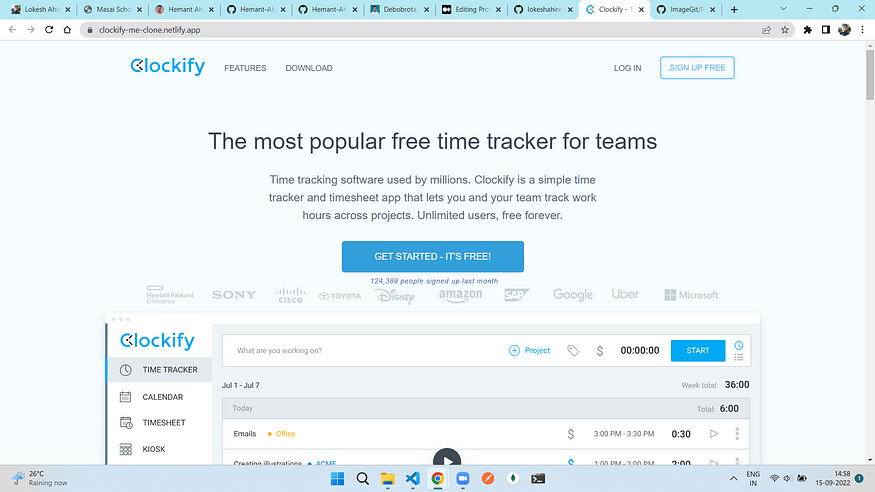 Lokesh Ahi
Masai Scho
Hemant Ah
Hemant-Ah
Hemant-Ah
Debobrota
Editing Pro
lokeshahire
Clockify - 1
ImageGit/P
clockify-me-clone.netlify.app
Clockify
FEATURES
DOWNLOAD
LOG IN
SIGN UP FREE
The most popular free time tracker for teams
Time tracking software used by millions. Clockify is a simple time
tracker and timesheet app that lets you and your team track work
hours across projects. Unlimited users, free forever.
GET STARTED - IT'S FREE!
124,389 people signed up last month
Hewlett Packard
Enterprise
SONY
CISCO
TOYOTA
Disney
amazon
SAP
Google
Uber
Microsoft
Clockify
What are you working on?
Project
$
00:00:00
START
TIME TRACKER
Jul 1 - Jul 7
Week total: 36:00
CALENDAR
Today
Total: 6:00
TIMESHEET
Emails
Office
$
3:00 PM - 3:30 PM
0:30
KIOSK
Creating illustrations
ACME
$
1:00 PM - 3:00 PM
2:00
26°C
Raining now
ENG
IN
14:58
15-09-2022
1